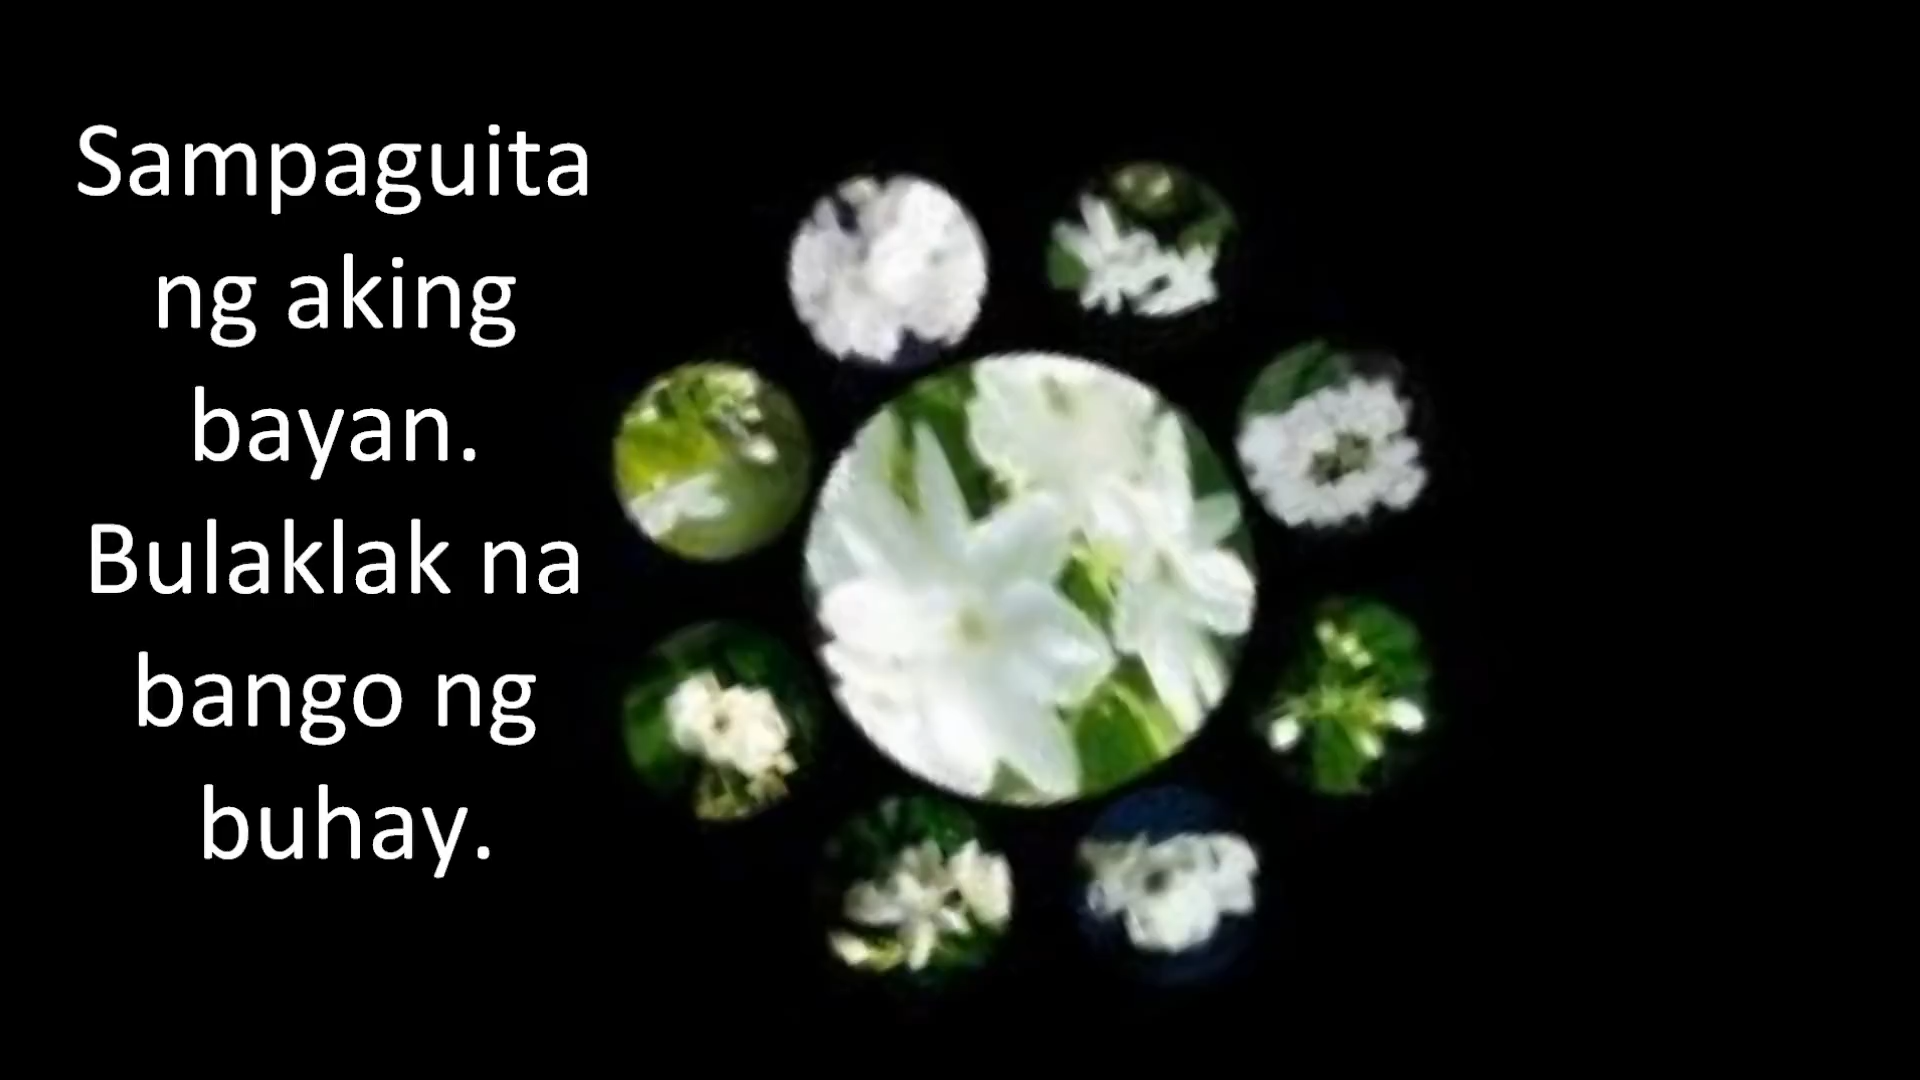 Sampaguita
ng aking
bayan.
Bulaklak na
bango ng
buhay.